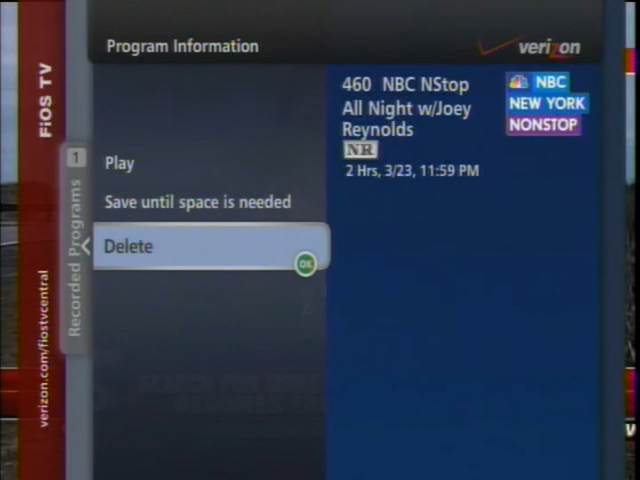 Program Information
verizon
FiOS TV
460 NBC NStop
All Night w/Joey
Reynolds
NR
2 Hrs, 3/23, 11:59 PM
NBC
NEW YORK
NONSTOP
1
Recorded Programs
Play
Save until space is needed
Delete
OK
verizon.com/fiostvcentral